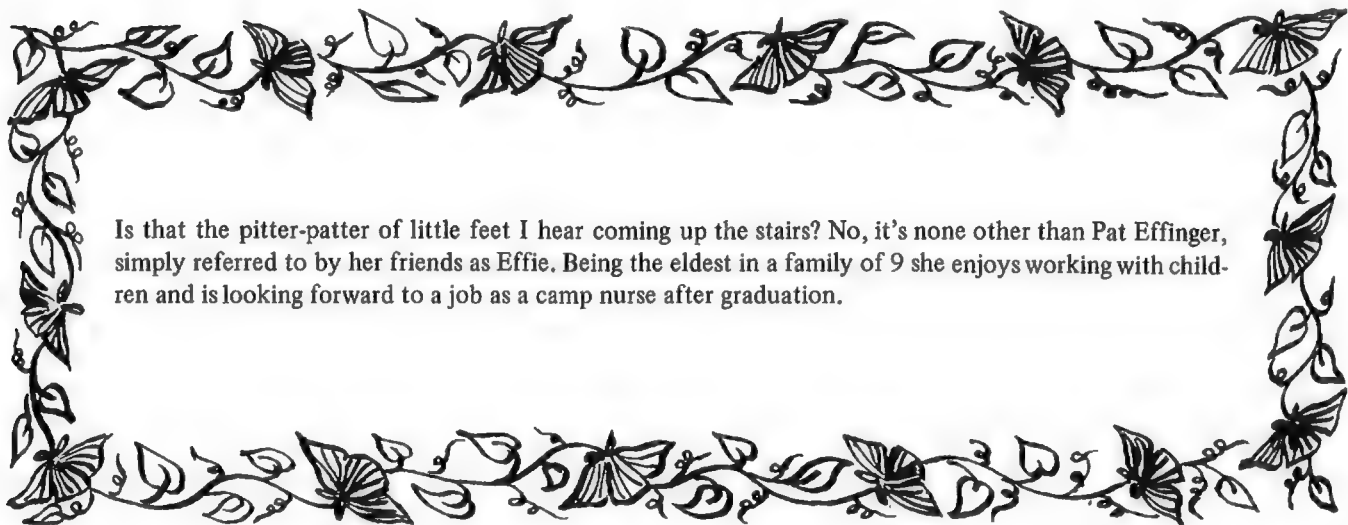 Is that the pitter-patter of little feet I hear coming up the stairs? No, it's none other than Pat Effinger,
simply referred to by her friends as Effie. Being the eldest in a family of 9 she enjoys working with child-
ren and is looking forward to a job as a camp nurse after graduation.